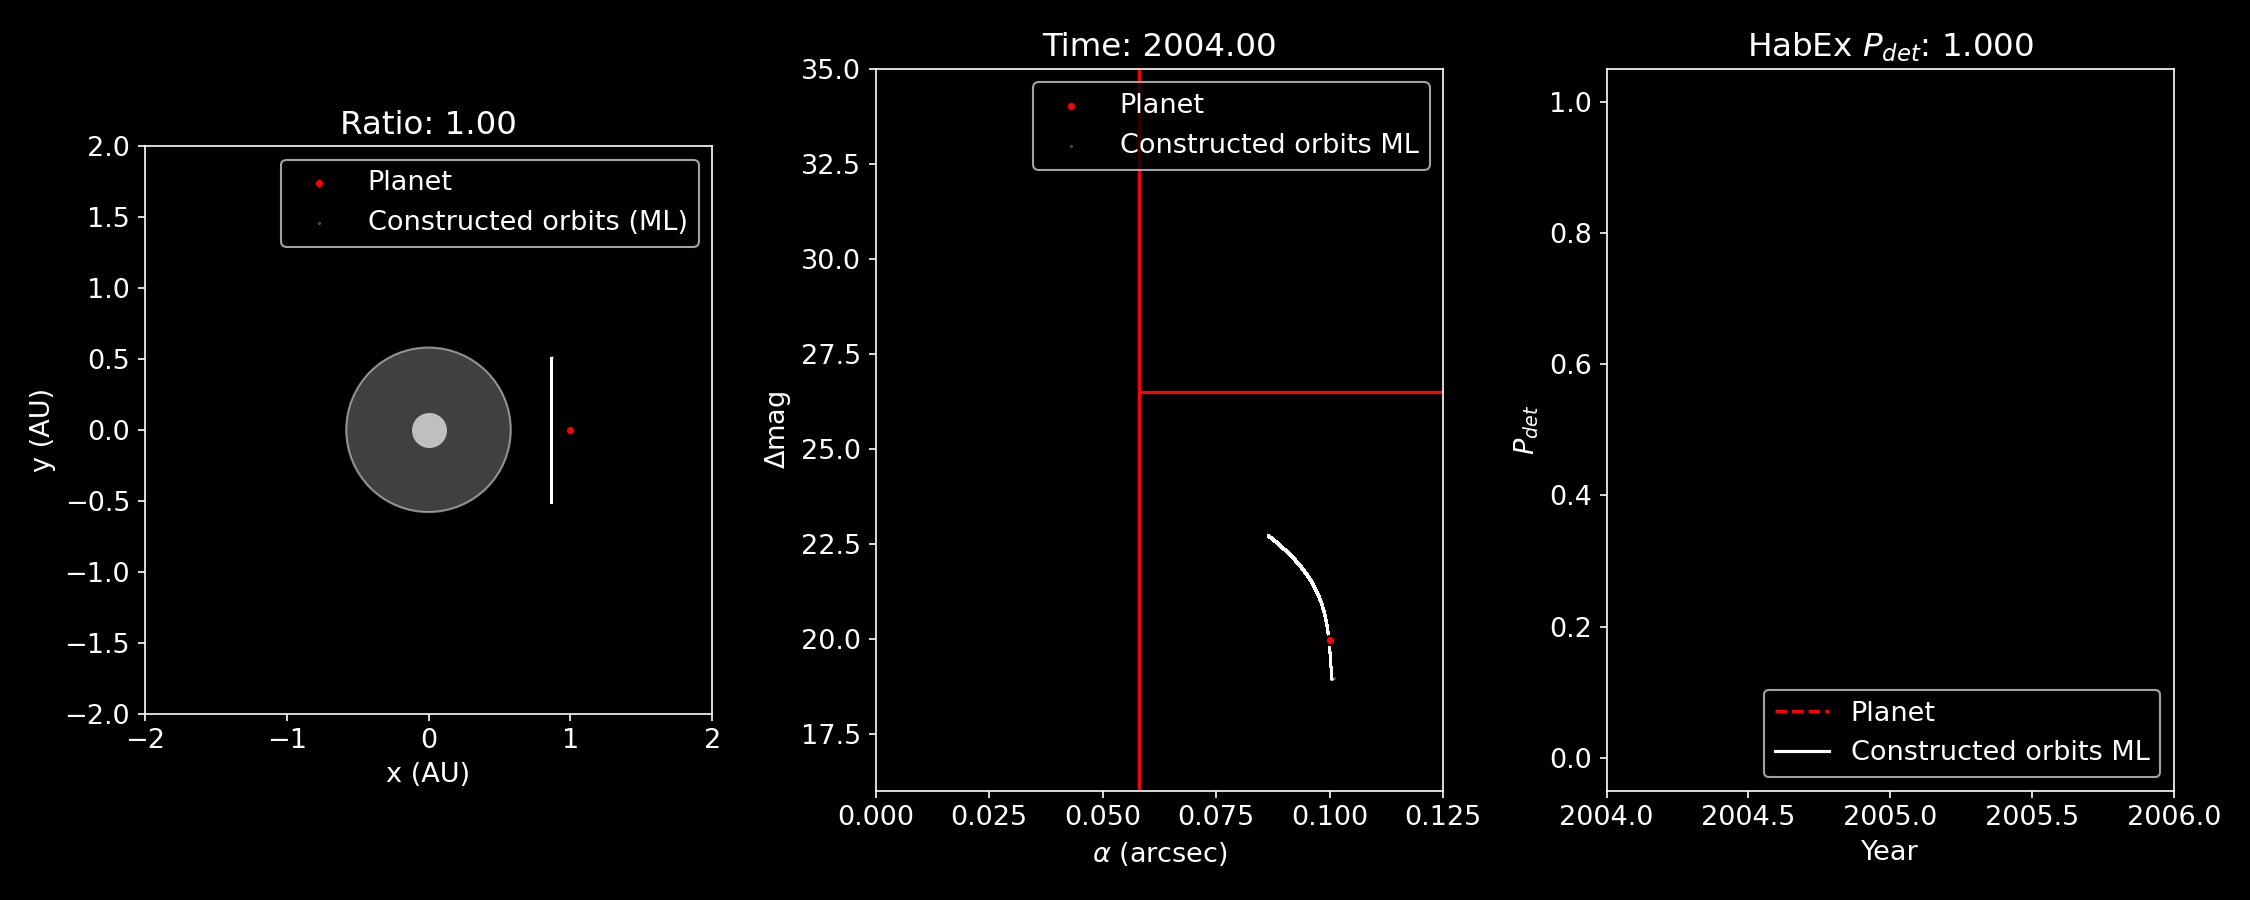 Ratio: 1.00
Planet
Constructed orbits (ML)
2.0
1.5
1.0
0.5
0.0
−0.5
−1.0
−1.5
−2.0
y (AU)
−2
−1
0
1
2
x (AU)
Time: 2004.00
Planet
Constructed orbits ML
35.0
32.5
30.0
27.5
25.0
22.5
20.0
17.5
Δmag
0.000
0.025
0.050
0.075
0.100
0.125
α (arcsec)
HabEx P_det: 1.000
1.0
0.8
0.6
0.4
0.2
0.0
P_det
Planet
Constructed orbits ML
2004.0
2004.5
2005.0
2005.5
2006.0
Year